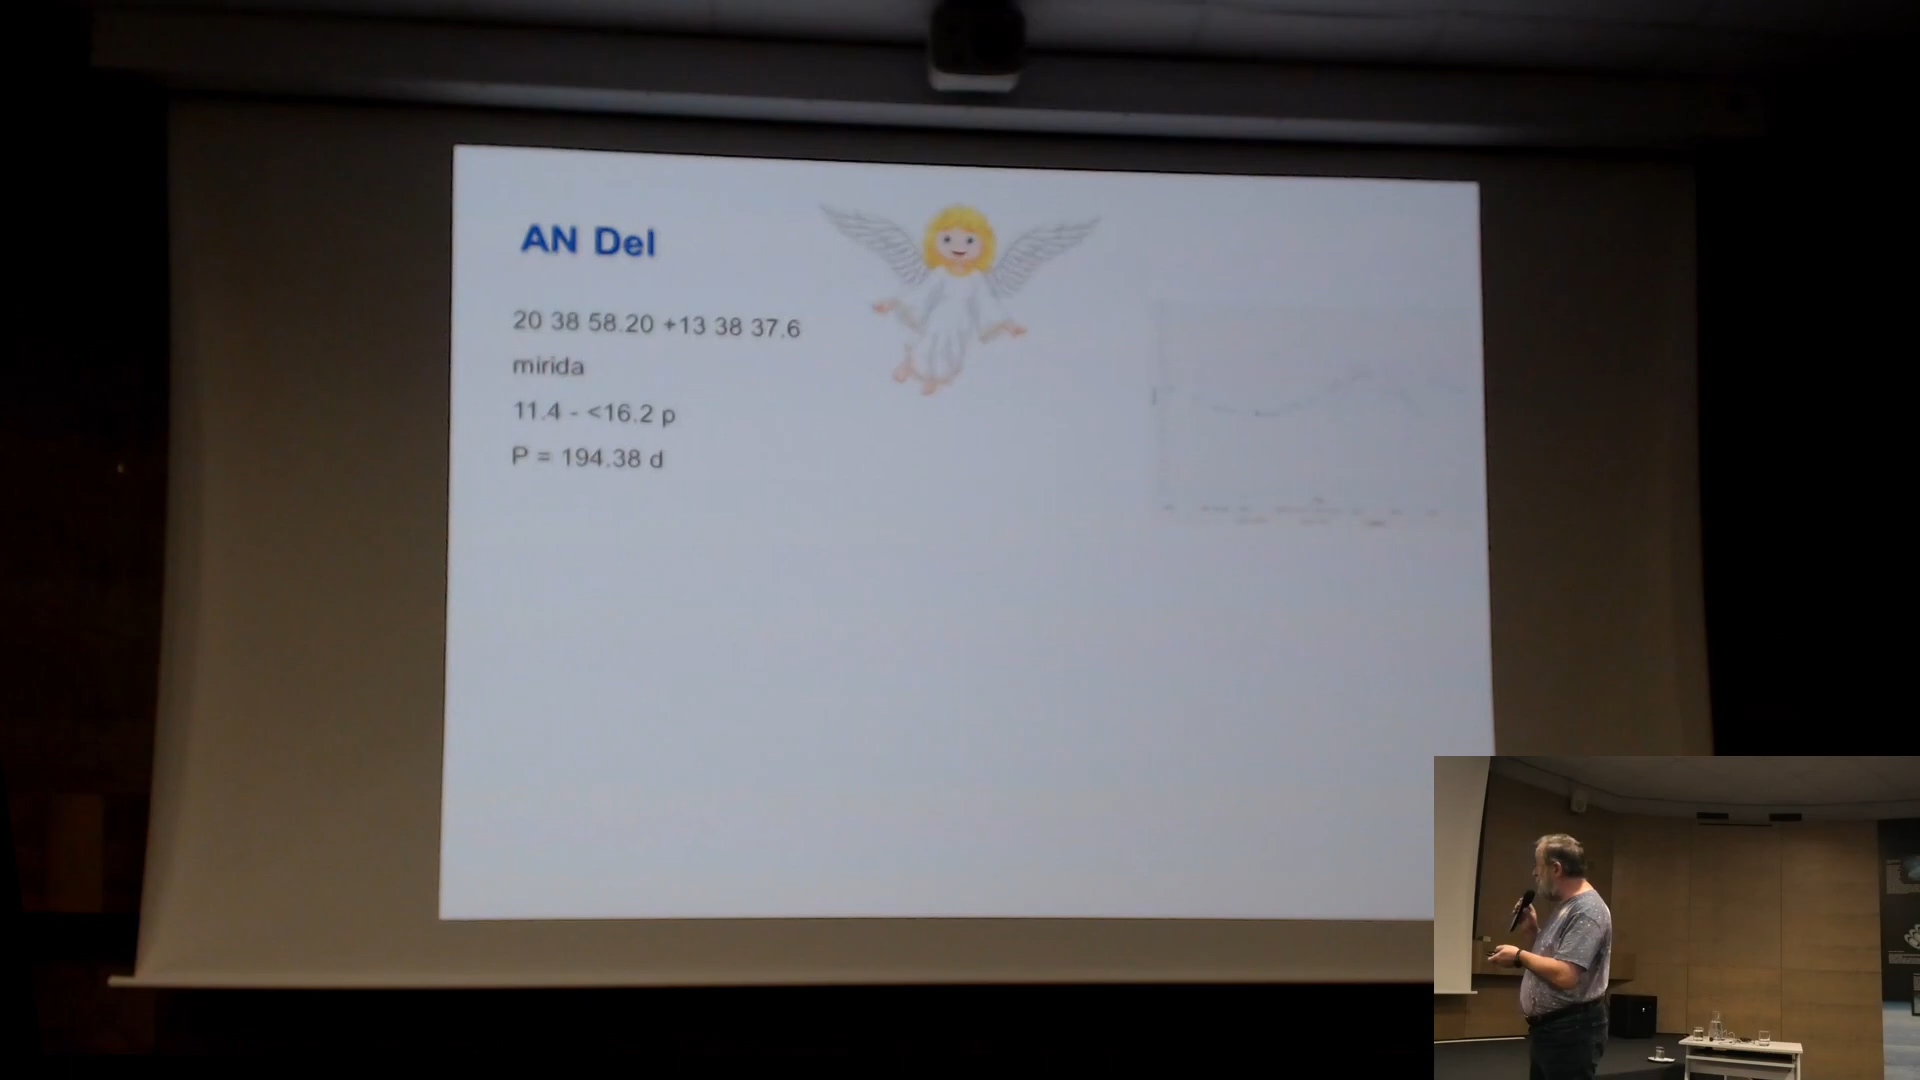 AN Del
20 38 58.20 +13 38 37.6
mirida
11.4 - <16.2 p
P = 194.38 d